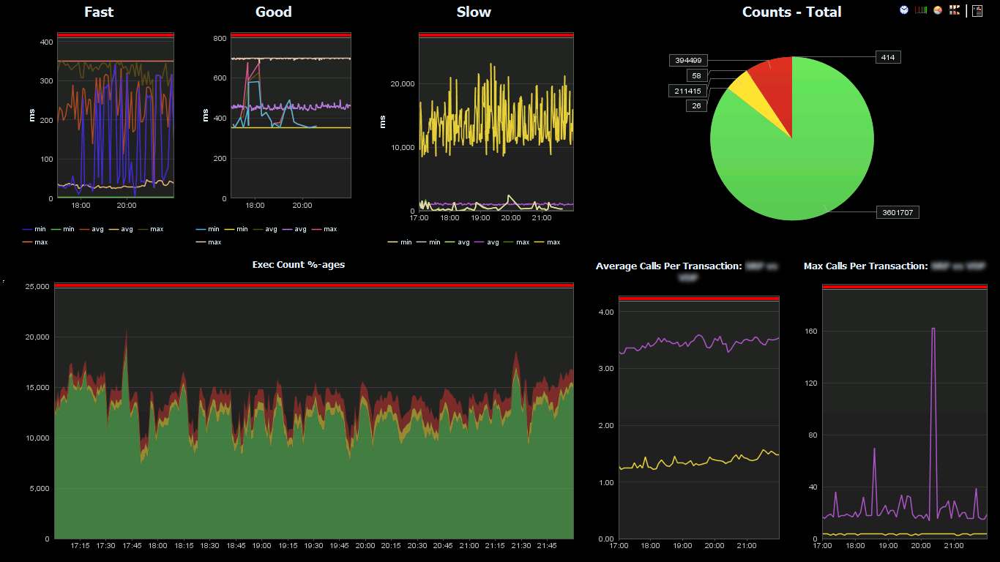 Fast
Good
Slow
Counts - Total
400
300
200
100
0
ms
18:00
20:00
min
min
avg
avg
max
max
800
600
400
200
0
ms
18:00
20:00
min
min
avg
avg
max
max
20,000
10,000
0
ms
17:00
18:00
19:00
20:00
21:00
min
min
avg
avg
max
max
394499
58
211415
26
414
3601707
Exec Count %-ages
25,000
20,000
15,000
10,000
5,000
0
17:15
17:30
17:45
18:00
18:15
18:30
18:45
19:00
19:15
19:30
19:45
20:00
20:15
20:30
20:45
21:00
21:15
21:30
21:45
Average Calls Per Transaction:
4.00
3.00
2.00
1.00
0.00
17:00
18:00
19:00
20:00
21:00
Max Calls Per Transaction:
160
120
80
40
0
17:00
18:00
19:00
20:00
21:00